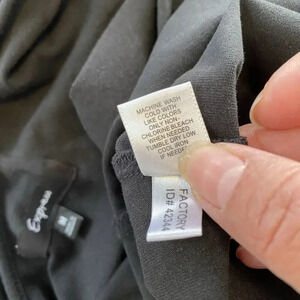 MACHINE WASH
COLD WITH
LIKE COLORS
ONLY NON-
CHLORINE BLEACH
WHEN NEEDED
TUMBLE DRY LOW
COOL IRON
IF NEEDED
FACTORY
ID# 42344
Express
M